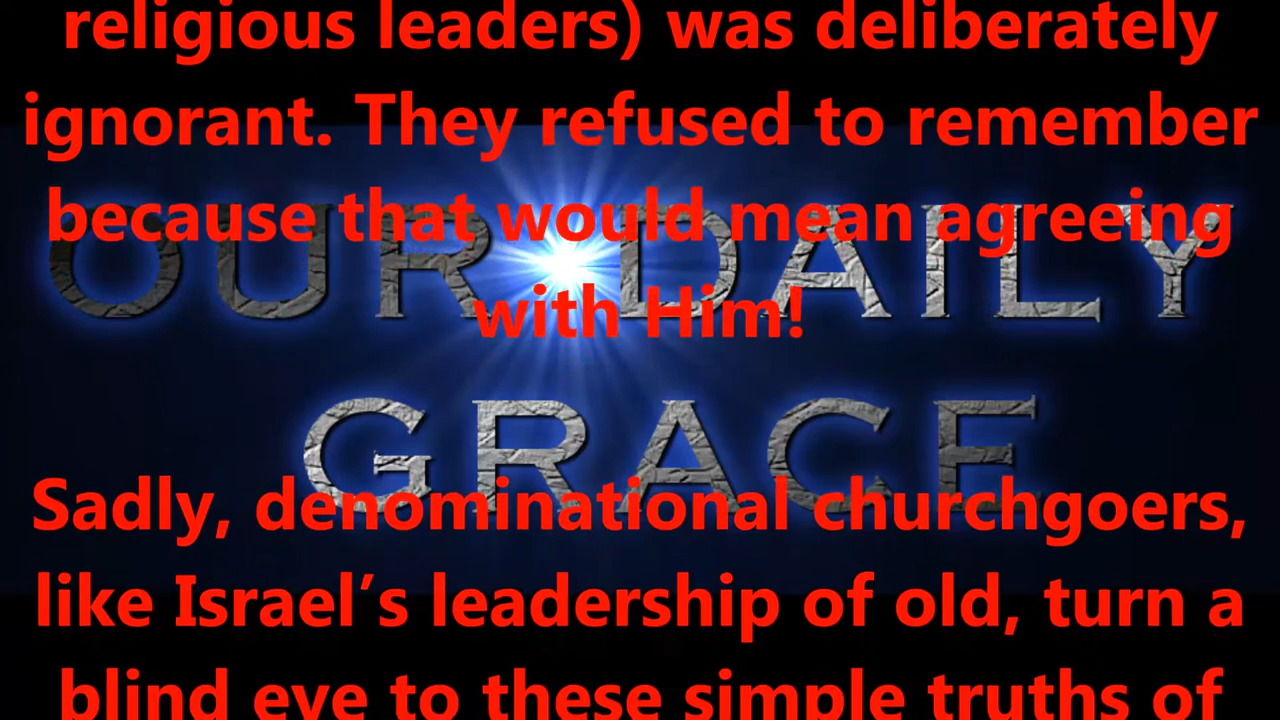 religious leaders) was deliberately
ignorant. They refused to remember
because that would mean agreeing
with Him!
OUR DAILY
GRACE
Sadly, denominational churchgoers,
like Israel’s leadership of old, turn a
blind eye to these simple truths of